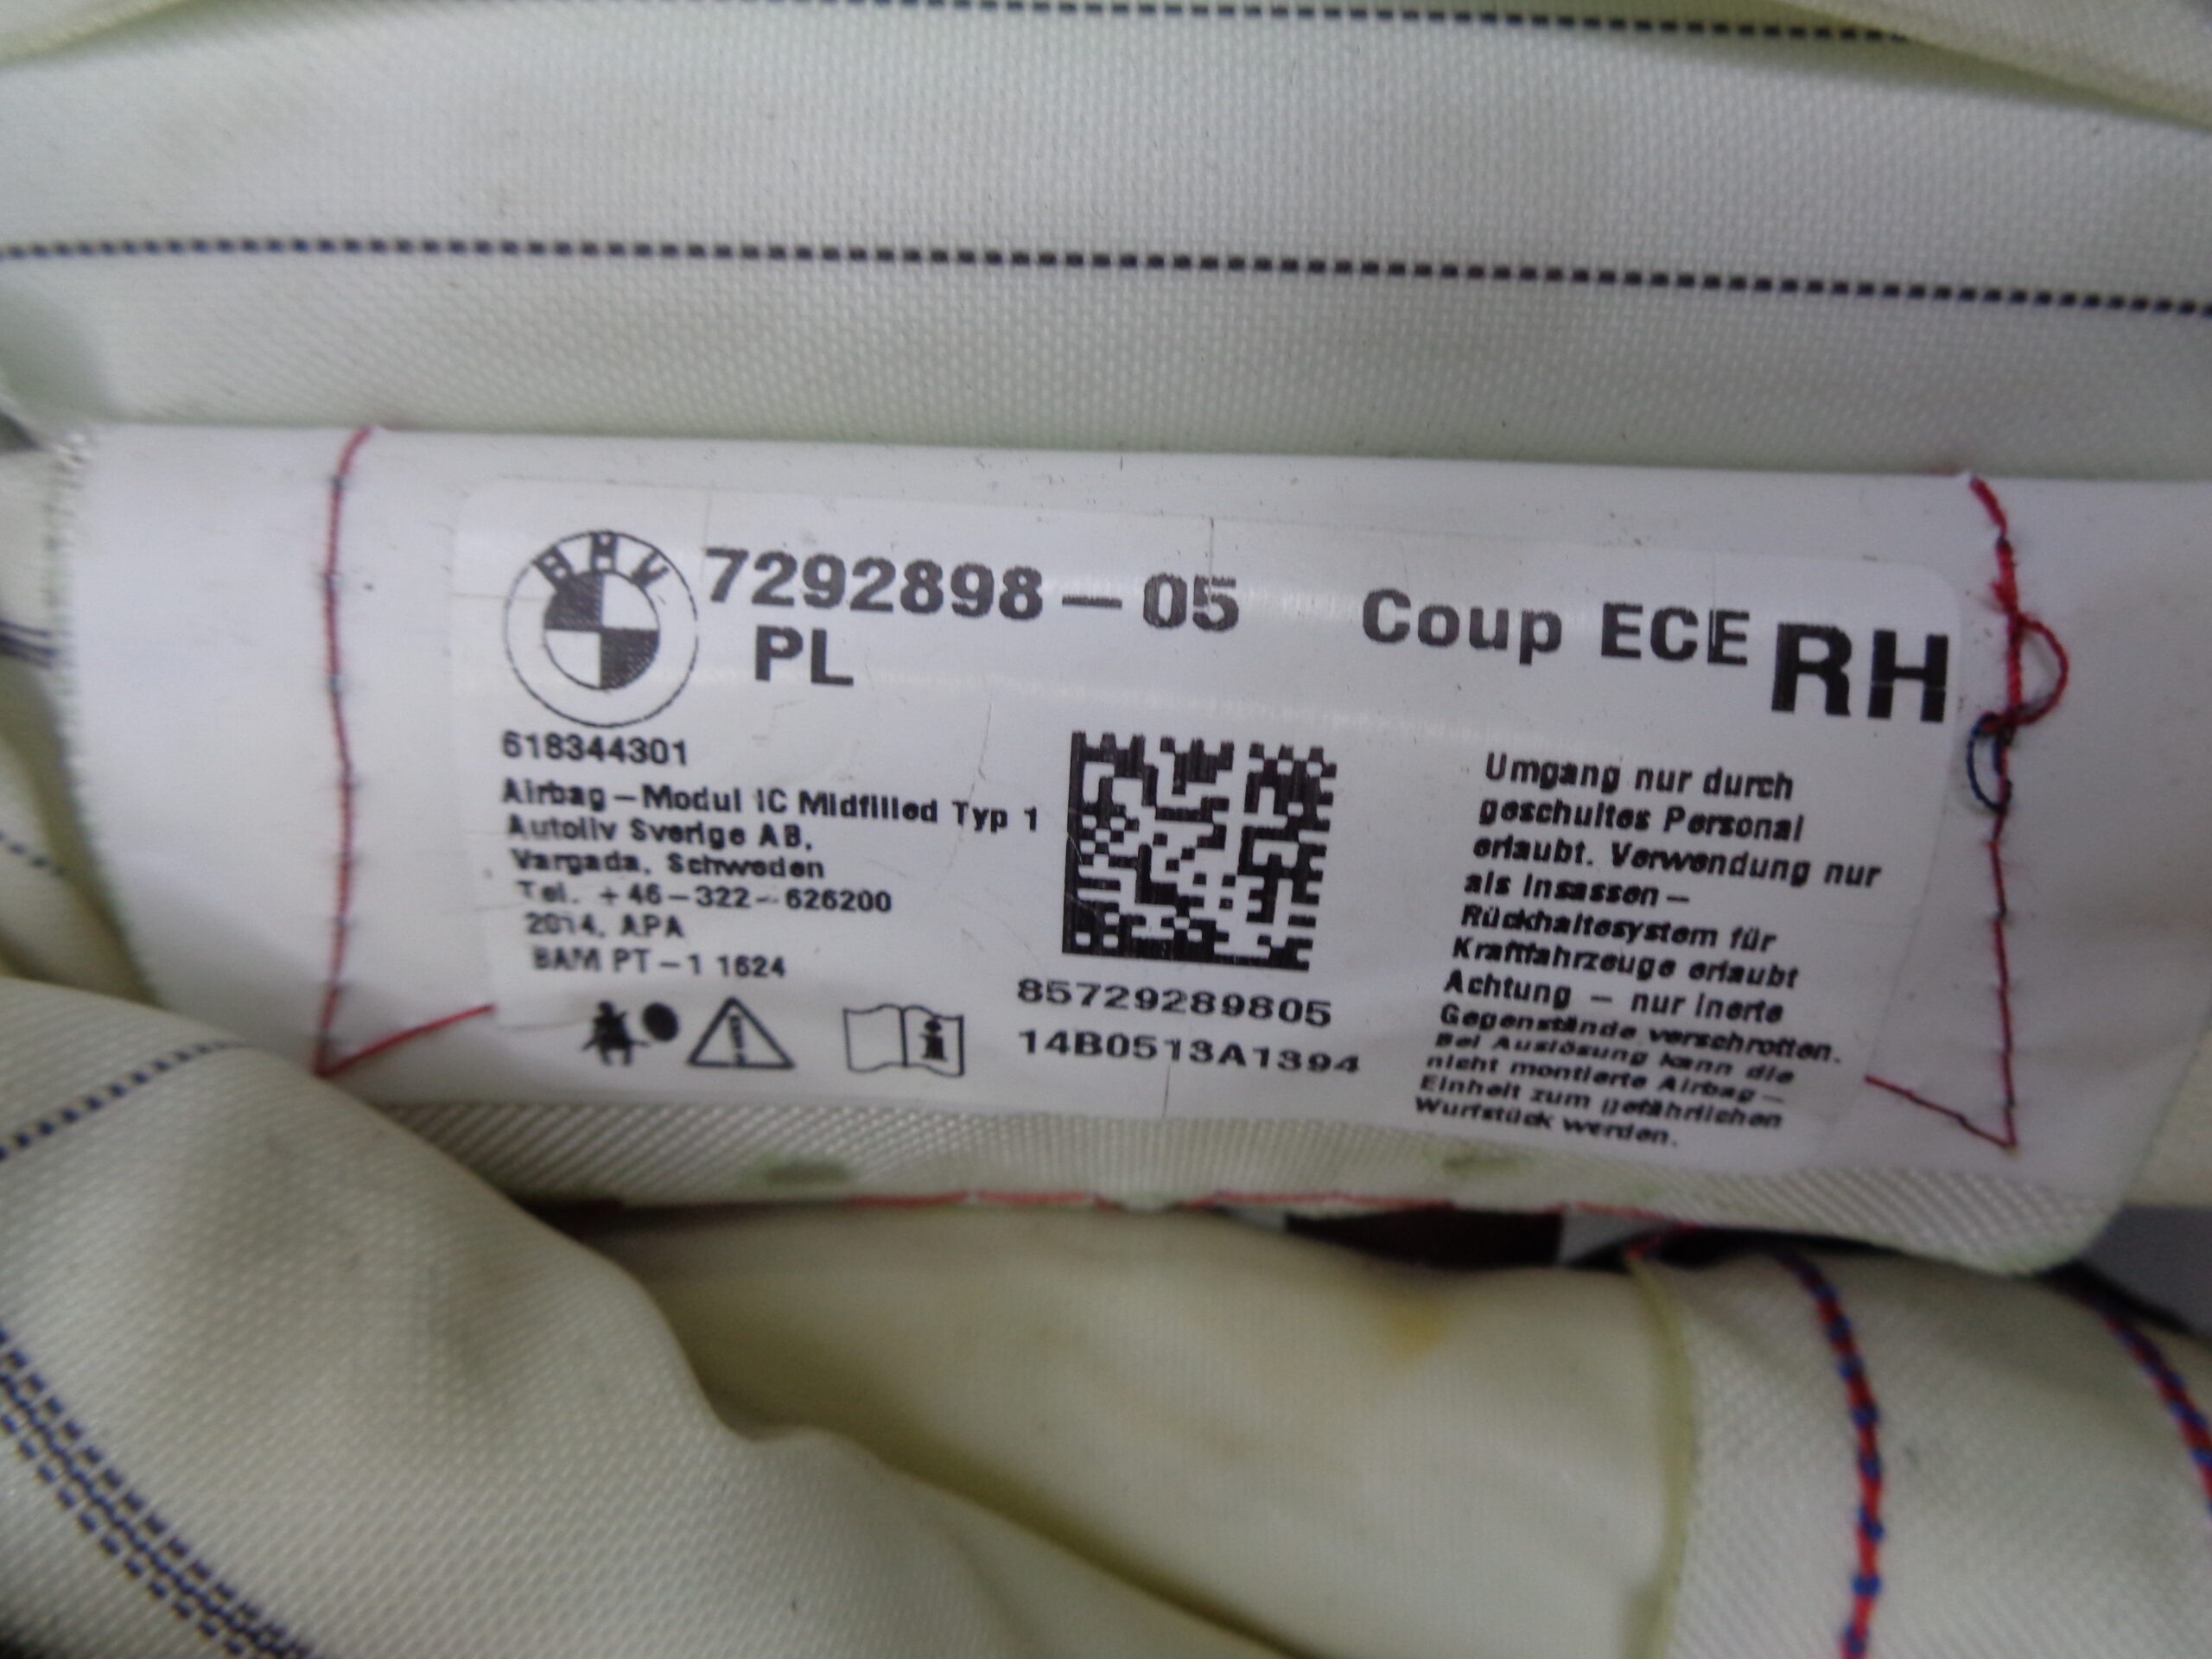 BMW
7292898-05 Coup ECE RH
PL
618344301
Airbag-Modul IC Midfilled Typ 1
Autoliv Sverige AB,
Vargada, Schweden
Tel. +46-322-626200
2014, APA
BAM PT-1 1624
85729289805
14B0513A1394
Umgang nur durch
geschultes Personal
erlaubt. Verwendung nur
als Insassen-
Rückhaltesystem für
Kraftfahrzeuge erlaubt
Achtung - nur inerte
Gegenstände verschrotten.
Bei Auslösung kann die
nicht montierte Airbag-
Einheit zum gefährlichen
Wurfstück werden.